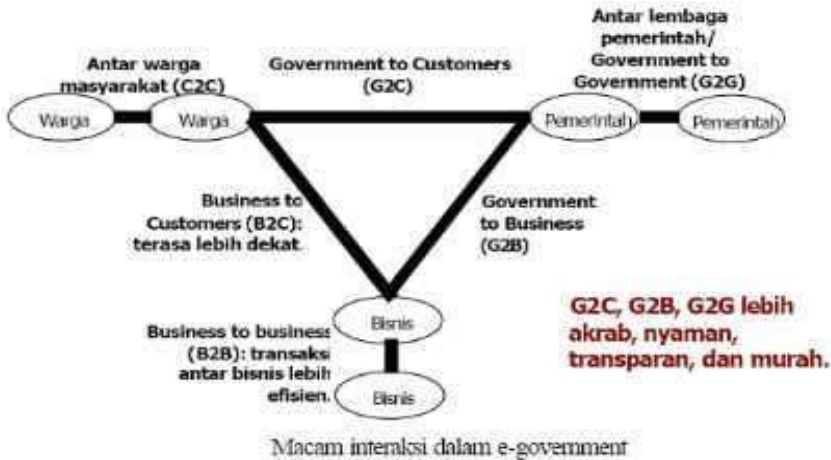 Antar warga
masyarakat (C2C)
Government to Customers
(G2C)
Antar lembaga
pemerintah/
Government to
Government (G2G)
Warga
Warga
Pemerintah
Pemerintah
Business to
Customers (B2C):
terasa lebih dekat.
Government
to Business
(G2B)
Bisnis
Business to business
(B2B): transaksi
antar bisnis lebih
efisien.
Bisnis
G2C, G2B, G2G lebih
akrab, nyaman,
transparan, dan murah.
Macam interaksi dalam e-government